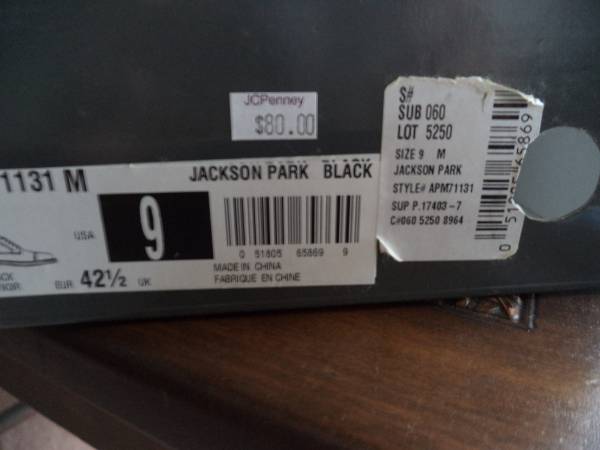 JCPenney
$80.00
S#
SUB 060
LOT 5250
SIZE 9 M
JACKSON PARK
STYLE# APM71131
SUP P.17403-7
C#060 5250 8964
1131 M
JACKSON PARK BLACK
USA
9
0 51805 65869 9
MADE IN CHINA
FABRIQUE EN CHINE
EUR 42½ UK